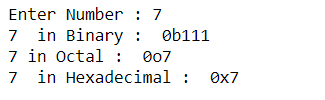 Enter Number : 7
7  in Binary :  0b111
7 in Octal :  0o7
7  in Hexadecimal :  0x7